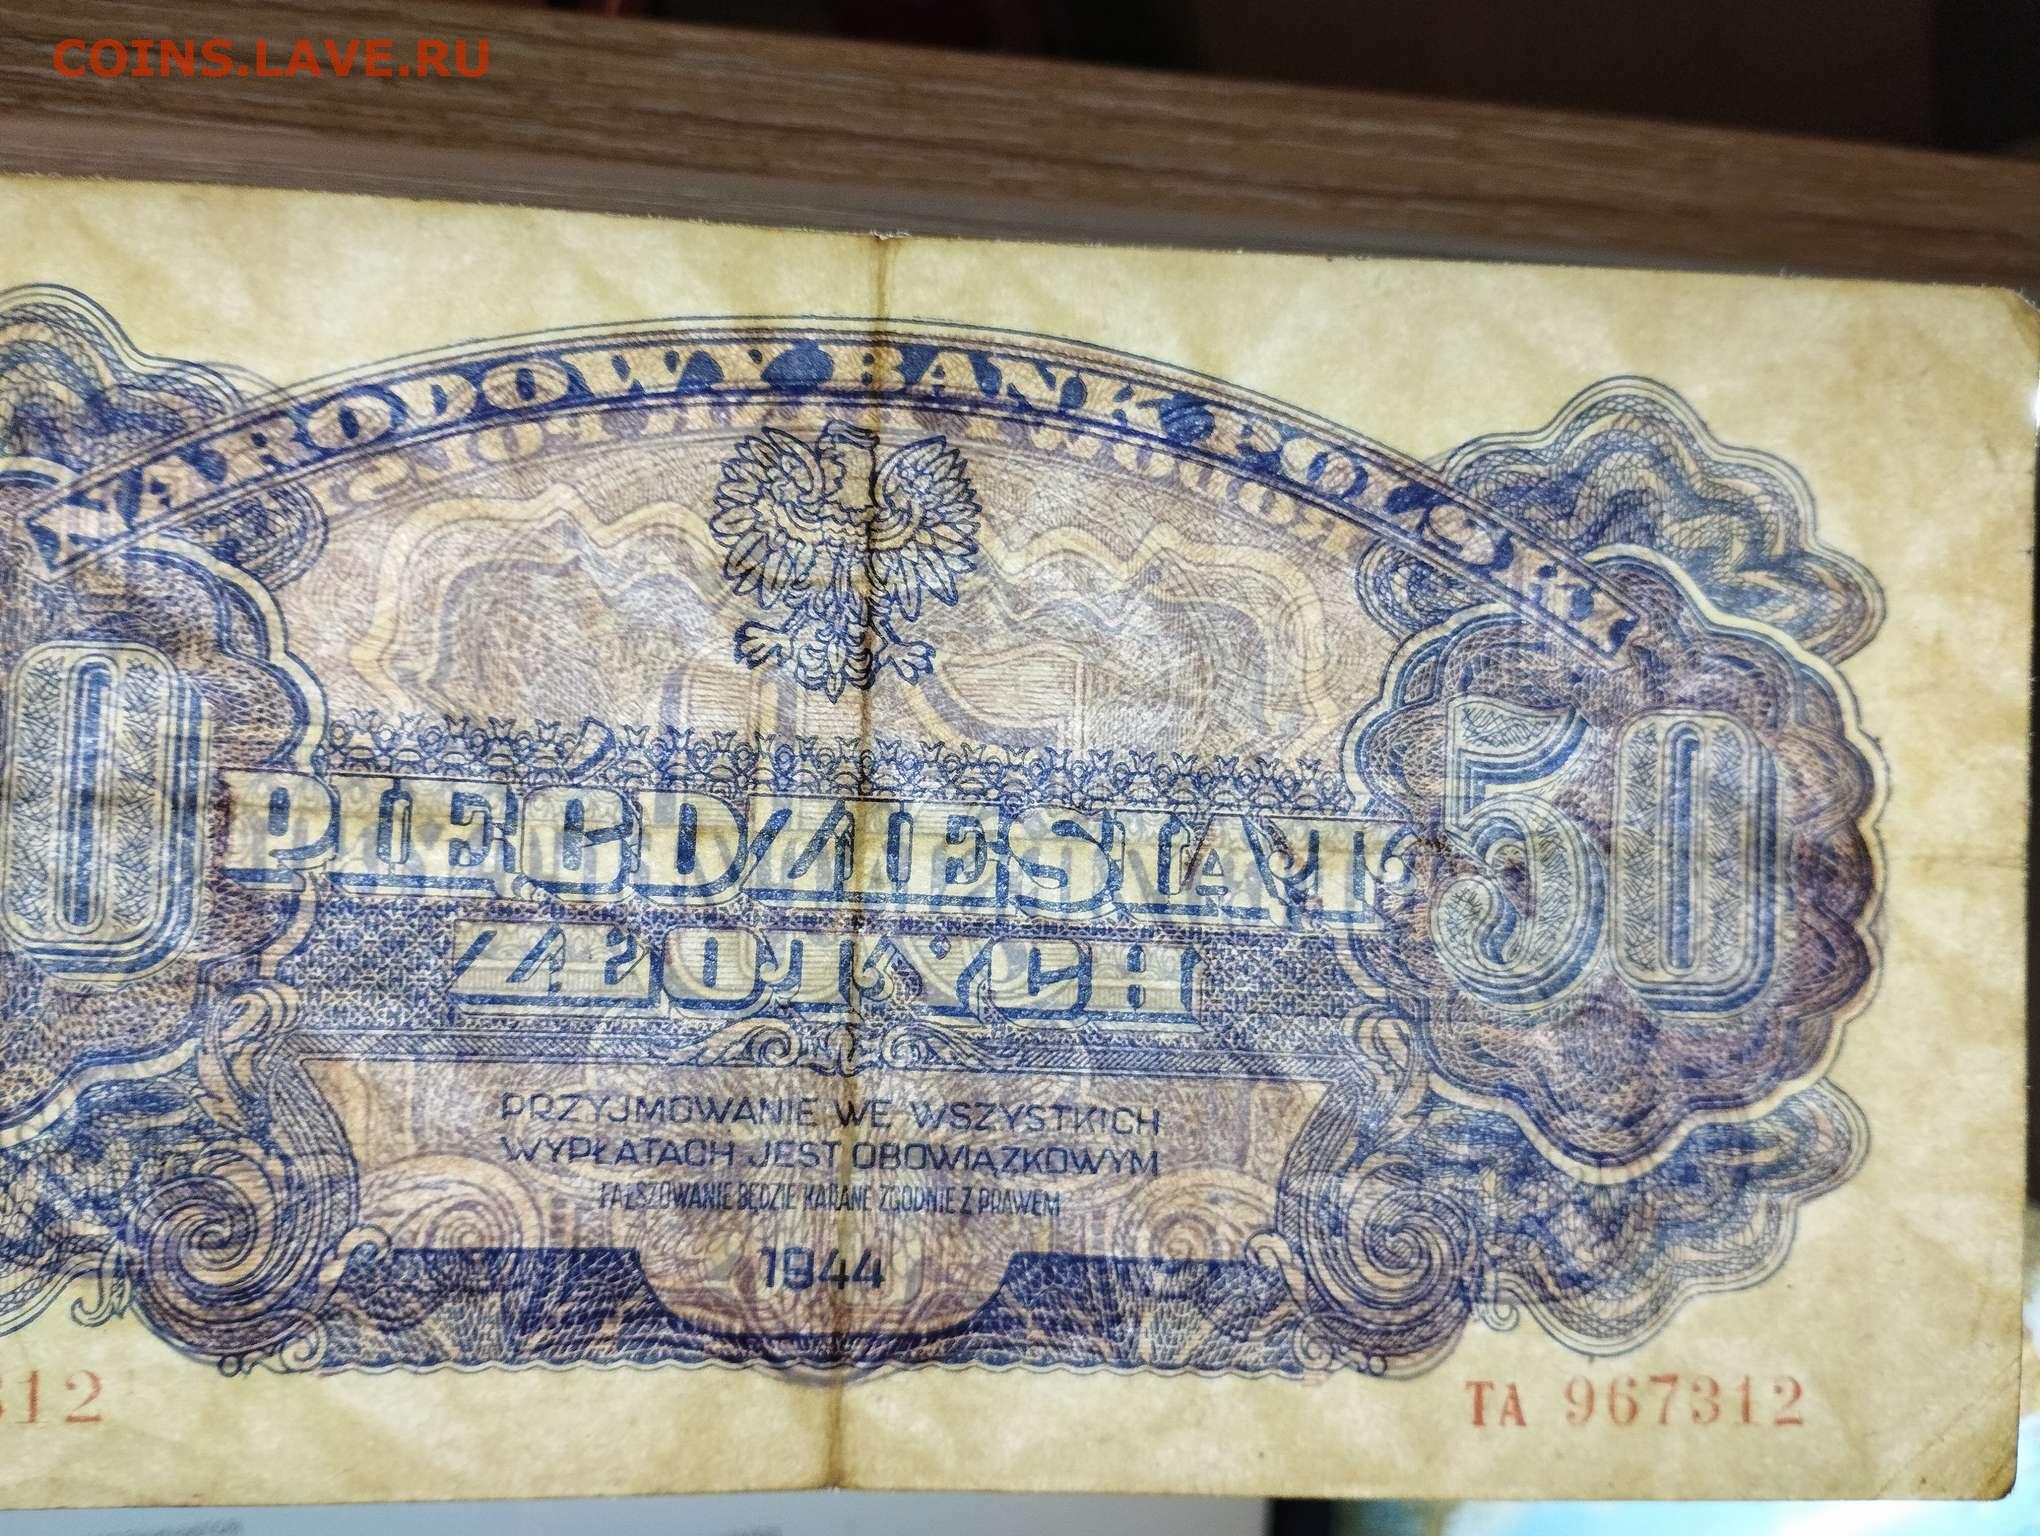 COINS.LAVE.RU
NARODOWY BANK POLSKI
0
50
PIĘĆDZIESIĄT
ZŁOTYCH
PRZYJMOWANIE WE WSZYSTKICH
WYPŁATACH JEST OBOWIĄZKOWYM
FAŁSZOWANIE BĘDZIE KARANE ZGODNIE Z PRAWEM
1944
312
TA 967312